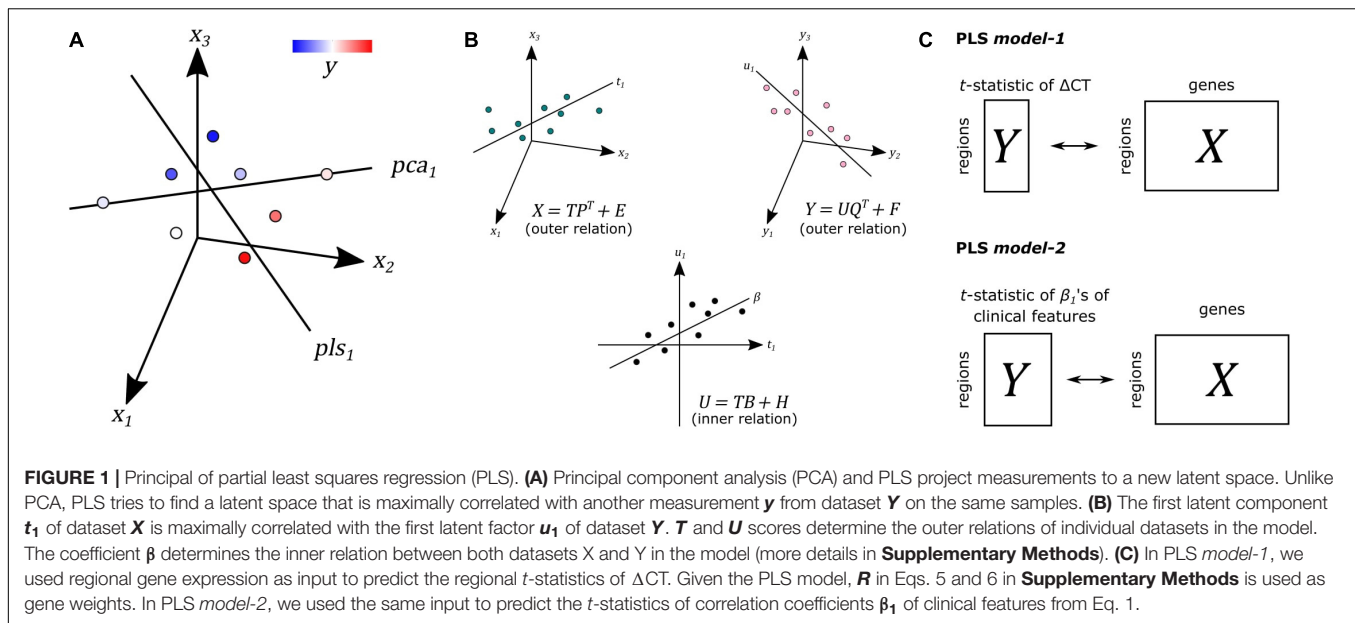 A
x3
y
pca1
x2
pls1
x1
B
x3
t1
x2
x1
X = TP^T + E
(outer relation)
y3
u1
y2
y1
Y = UQ^T + F
(outer relation)
u1
β
t1
U = TB + H
(inner relation)
C
PLS model-1
t-statistic of ΔCT
genes
regions
Y
regions
X
PLS model-2
t-statistic of β1's of
clinical features
genes
regions
Y
regions
X
FIGURE 1 | Principal of partial least squares regression (PLS). (A) Principal component analysis (PCA) and PLS project measurements to a new latent space. Unlike
PCA, PLS tries to find a latent space that is maximally correlated with another measurement y from dataset Y on the same samples. (B) The first latent component
t1 of dataset X is maximally correlated with the first latent factor u1 of dataset Y. T and U scores determine the outer relations of individual datasets in the model.
The coefficient β determines the inner relation between both datasets X and Y in the model (more details in Supplementary Methods). (C) In PLS model-1, we
used regional gene expression as input to predict the regional t-statistics of ΔCT. Given the PLS model, R in Eqs. 5 and 6 in Supplementary Methods is used as
gene weights. In PLS model-2, we used the same input to predict the t-statistics of correlation coefficients β1 of clinical features from Eq. 1.